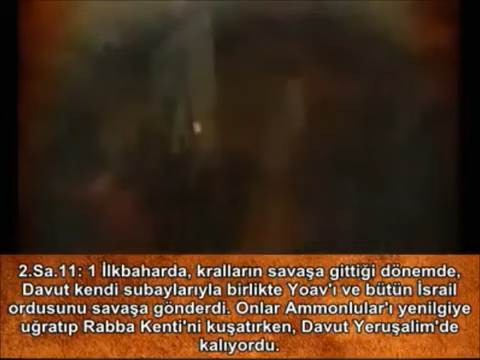 2.Sa.11: 1 İlkbaharda, kralların savaşa gittiği dönemde,
Davut kendi subaylarıyla birlikte Yoav'ı ve bütün İsrail
ordusunu savaşa gönderdi. Onlar Ammonlular'ı yenilgiye
uğratıp Rabba Kenti'ni kuşatırken, Davut Yeruşalim'de
kalıyordu.